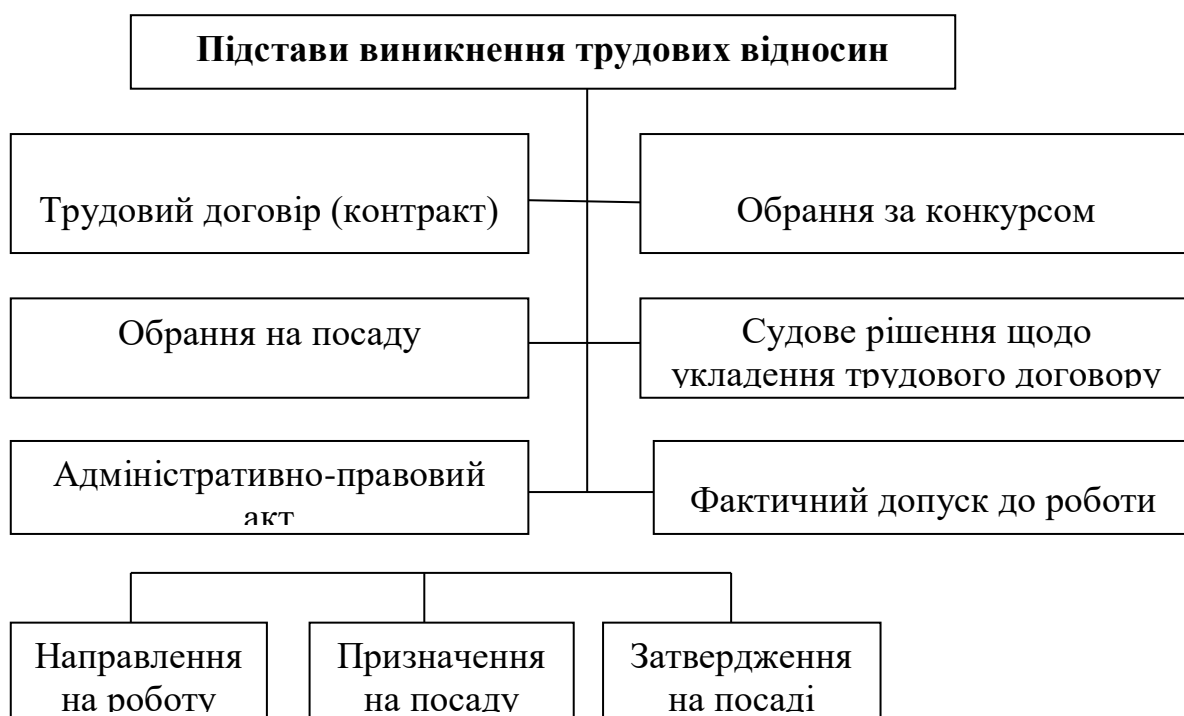 Підстави виникнення трудових відносин
Трудовий договір (контракт)
Обрання за конкурсом
Обрання на посаду
Судове рішення щодо
укладення трудового договору
Адміністративно-правовий
акт
Фактичний допуск до роботи
Направлення
на роботу
Призначення
на посаду
Затвердження
на посаді